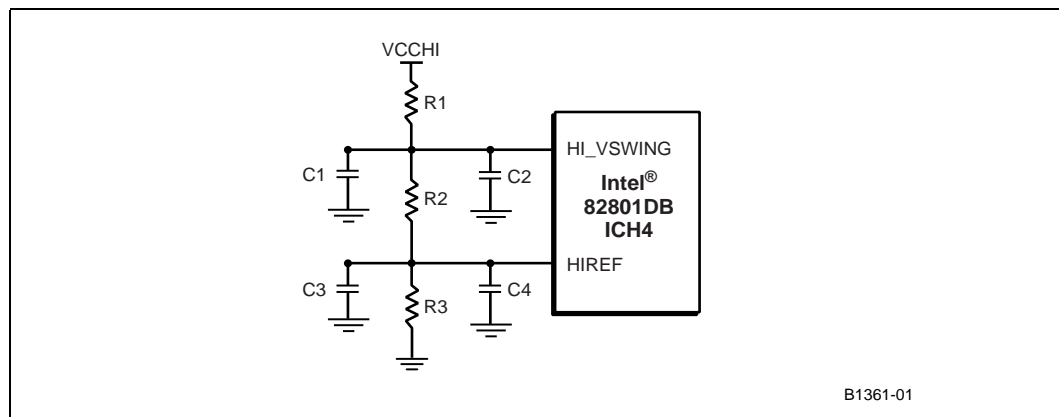 VCCHI
R1
HI_VSWING
C1
C2
R2
Intel®
82801DB
ICH4
HIREF
C3
C4
R3
B1361-01